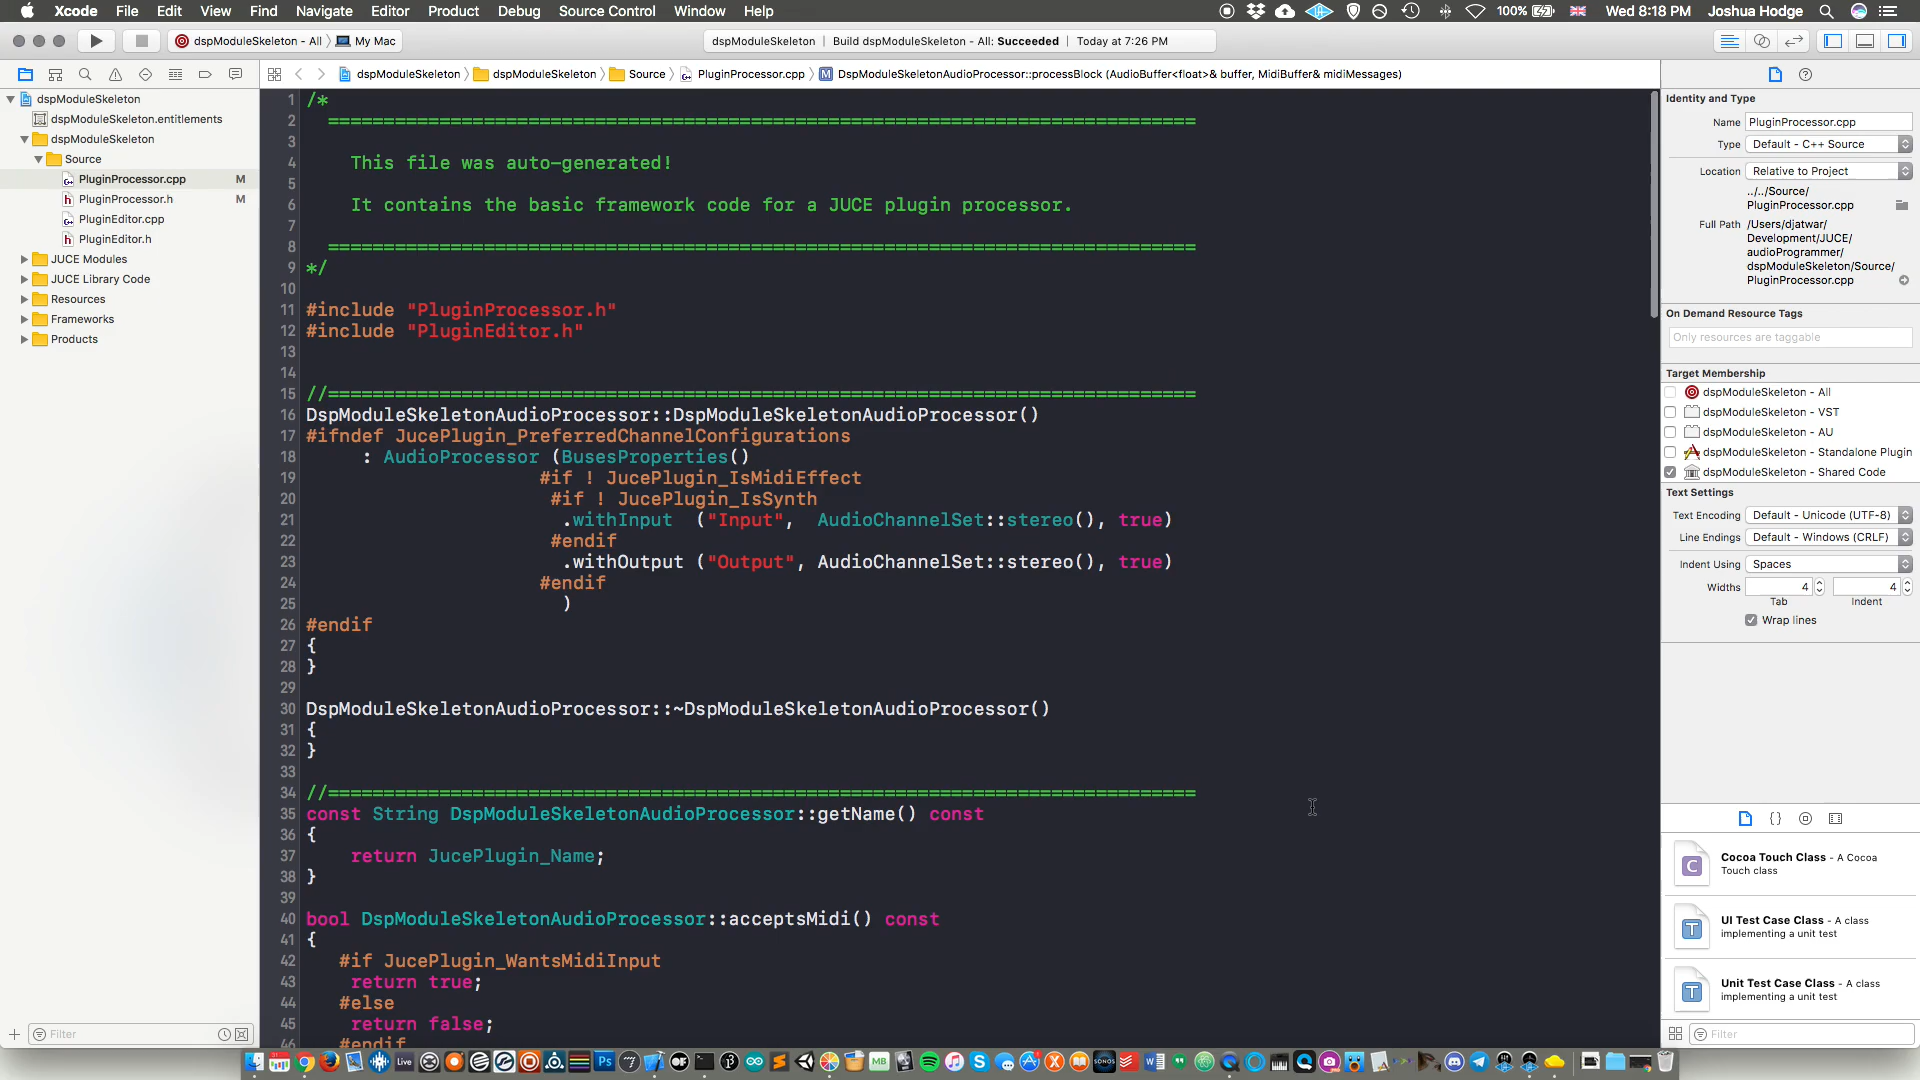 Xcode File Edit View Find Navigate Editor Product Debug Source Control Window Help 100% Wed 8:18 PM Joshua Hodge
dspModuleSkeleton - All My Mac dspModuleSkeleton Build dspModuleSkeleton - All: Succeeded Today at 7:26 PM
dspModuleSkeleton dspModuleSkeleton Source PluginProcessor.cpp M DspModuleSkeletonAudioProcessor::processBlock (AudioBuffer<float>& buffer, MidiBuffer& midiMessages)
dspModuleSkeleton
dspModuleSkeleton.entitlements
dspModuleSkeleton
Source
PluginProcessor.cpp M
PluginProcessor.h M
PluginEditor.cpp
PluginEditor.h
JUCE Modules
JUCE Library Code
Resources
Frameworks
Products
Filter
1 /*
2 ==============================================================================
3
4 This file was auto-generated!
5
6 It contains the basic framework code for a JUCE plugin processor.
7
8 ==============================================================================
9 */
10
11 #include "PluginProcessor.h"
12 #include "PluginEditor.h"
13
14
15 //==============================================================================
16 DspModuleSkeletonAudioProcessor::DspModuleSkeletonAudioProcessor()
17 #ifndef JucePlugin_PreferredChannelConfigurations
18 : AudioProcessor (BusesProperties()
19 #if ! JucePlugin_IsMidiEffect
20 #if ! JucePlugin_IsSynth
21 .withInput ("Input", AudioChannelSet::stereo(), true)
22 #endif
23 .withOutput ("Output", AudioChannelSet::stereo(), true)
24 #endif
25 )
26 #endif
27 {
28 }
29
30 DspModuleSkeletonAudioProcessor::~DspModuleSkeletonAudioProcessor()
31 {
32 }
33
34 //==============================================================================
35 const String DspModuleSkeletonAudioProcessor::getName() const
36 {
37 return JucePlugin_Name;
38 }
39
40 bool DspModuleSkeletonAudioProcessor::acceptsMidi() const
41 {
42 #if JucePlugin_WantsMidiInput
43 return true;
44 #else
45 return false;
46 #endif
Identity and Type
Name PluginProcessor.cpp
Type Default - C++ Source
Location Relative to Project
../../Source/
PluginProcessor.cpp
Full Path /Users/djatwar/
Development/JUCE/
audioProgrammer/
dspModuleSkeleton/Source/
PluginProcessor.cpp
On Demand Resource Tags
Only resources are taggable
Target Membership
dspModuleSkeleton - All
dspModuleSkeleton - VST
dspModuleSkeleton - AU
dspModuleSkeleton - Standalone Plugin
dspModuleSkeleton - Shared Code
Text Settings
Text Encoding Default - Unicode (UTF-8)
Line Endings Default - Windows (CRLF)
Indent Using Spaces
Widths 4 4
Tab Indent
Wrap lines
{}
C
Cocoa Touch Class - A Cocoa
Touch class
T
UI Test Case Class - A class
implementing a unit test
T
Unit Test Case Class - A class
implementing a unit test
Filter
Live Ps MB SONOS